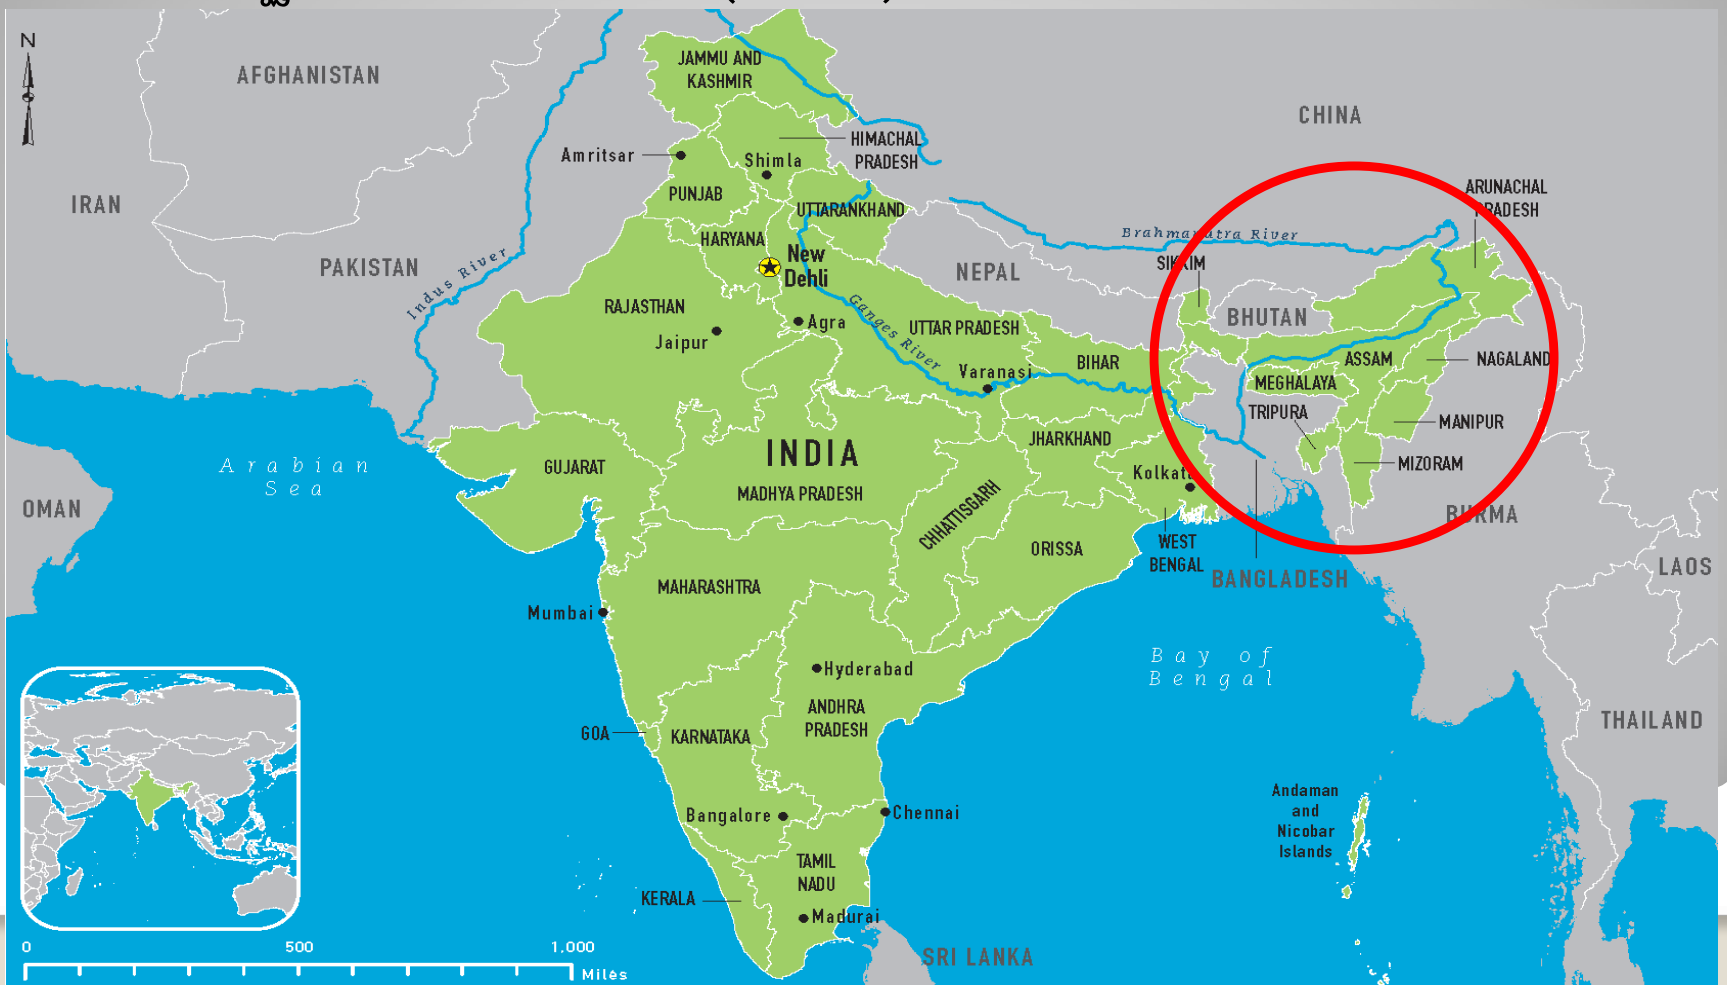 N
AFGHANISTAN
JAMMU AND
KASHMIR
CHINA
HIMACHAL
PRADESH
Amritsar
Shimla
IRAN
PUNJAB
UTTARANKHAND
ARUNACHAL
PRADESH
HARYANA
Brahmaputra River
PAKISTAN
Indus River
New
Dehli
NEPAL
SIKKIM
RAJASTHAN
BHUTAN
Jaipur
Agra
Ganges River
UTTAR PRADESH
Varanasi
BIHAR
ASSAM
NAGALAND
MEGHALAYA
TRIPURA
MANIPUR
INDIA
JHARKHAND
MIZORAM
Arabian
Sea
GUJARAT
MADHYA PRADESH
Kolkata
OMAN
CHHATTISGARH
BURMA
ORISSA
WEST
BENGAL
BANGLADESH
LAOS
MAHARASHTRA
Mumbai
Bay of
Bengal
Hyderabad
ANDHRA
PRADESH
THAILAND
GOA
KARNATAKA
Bangalore
Chennai
Andaman
and
Nicobar
Islands
TAMIL
NADU
KERALA
Madurai
SRI LANKA
0 500 1,000
Miles